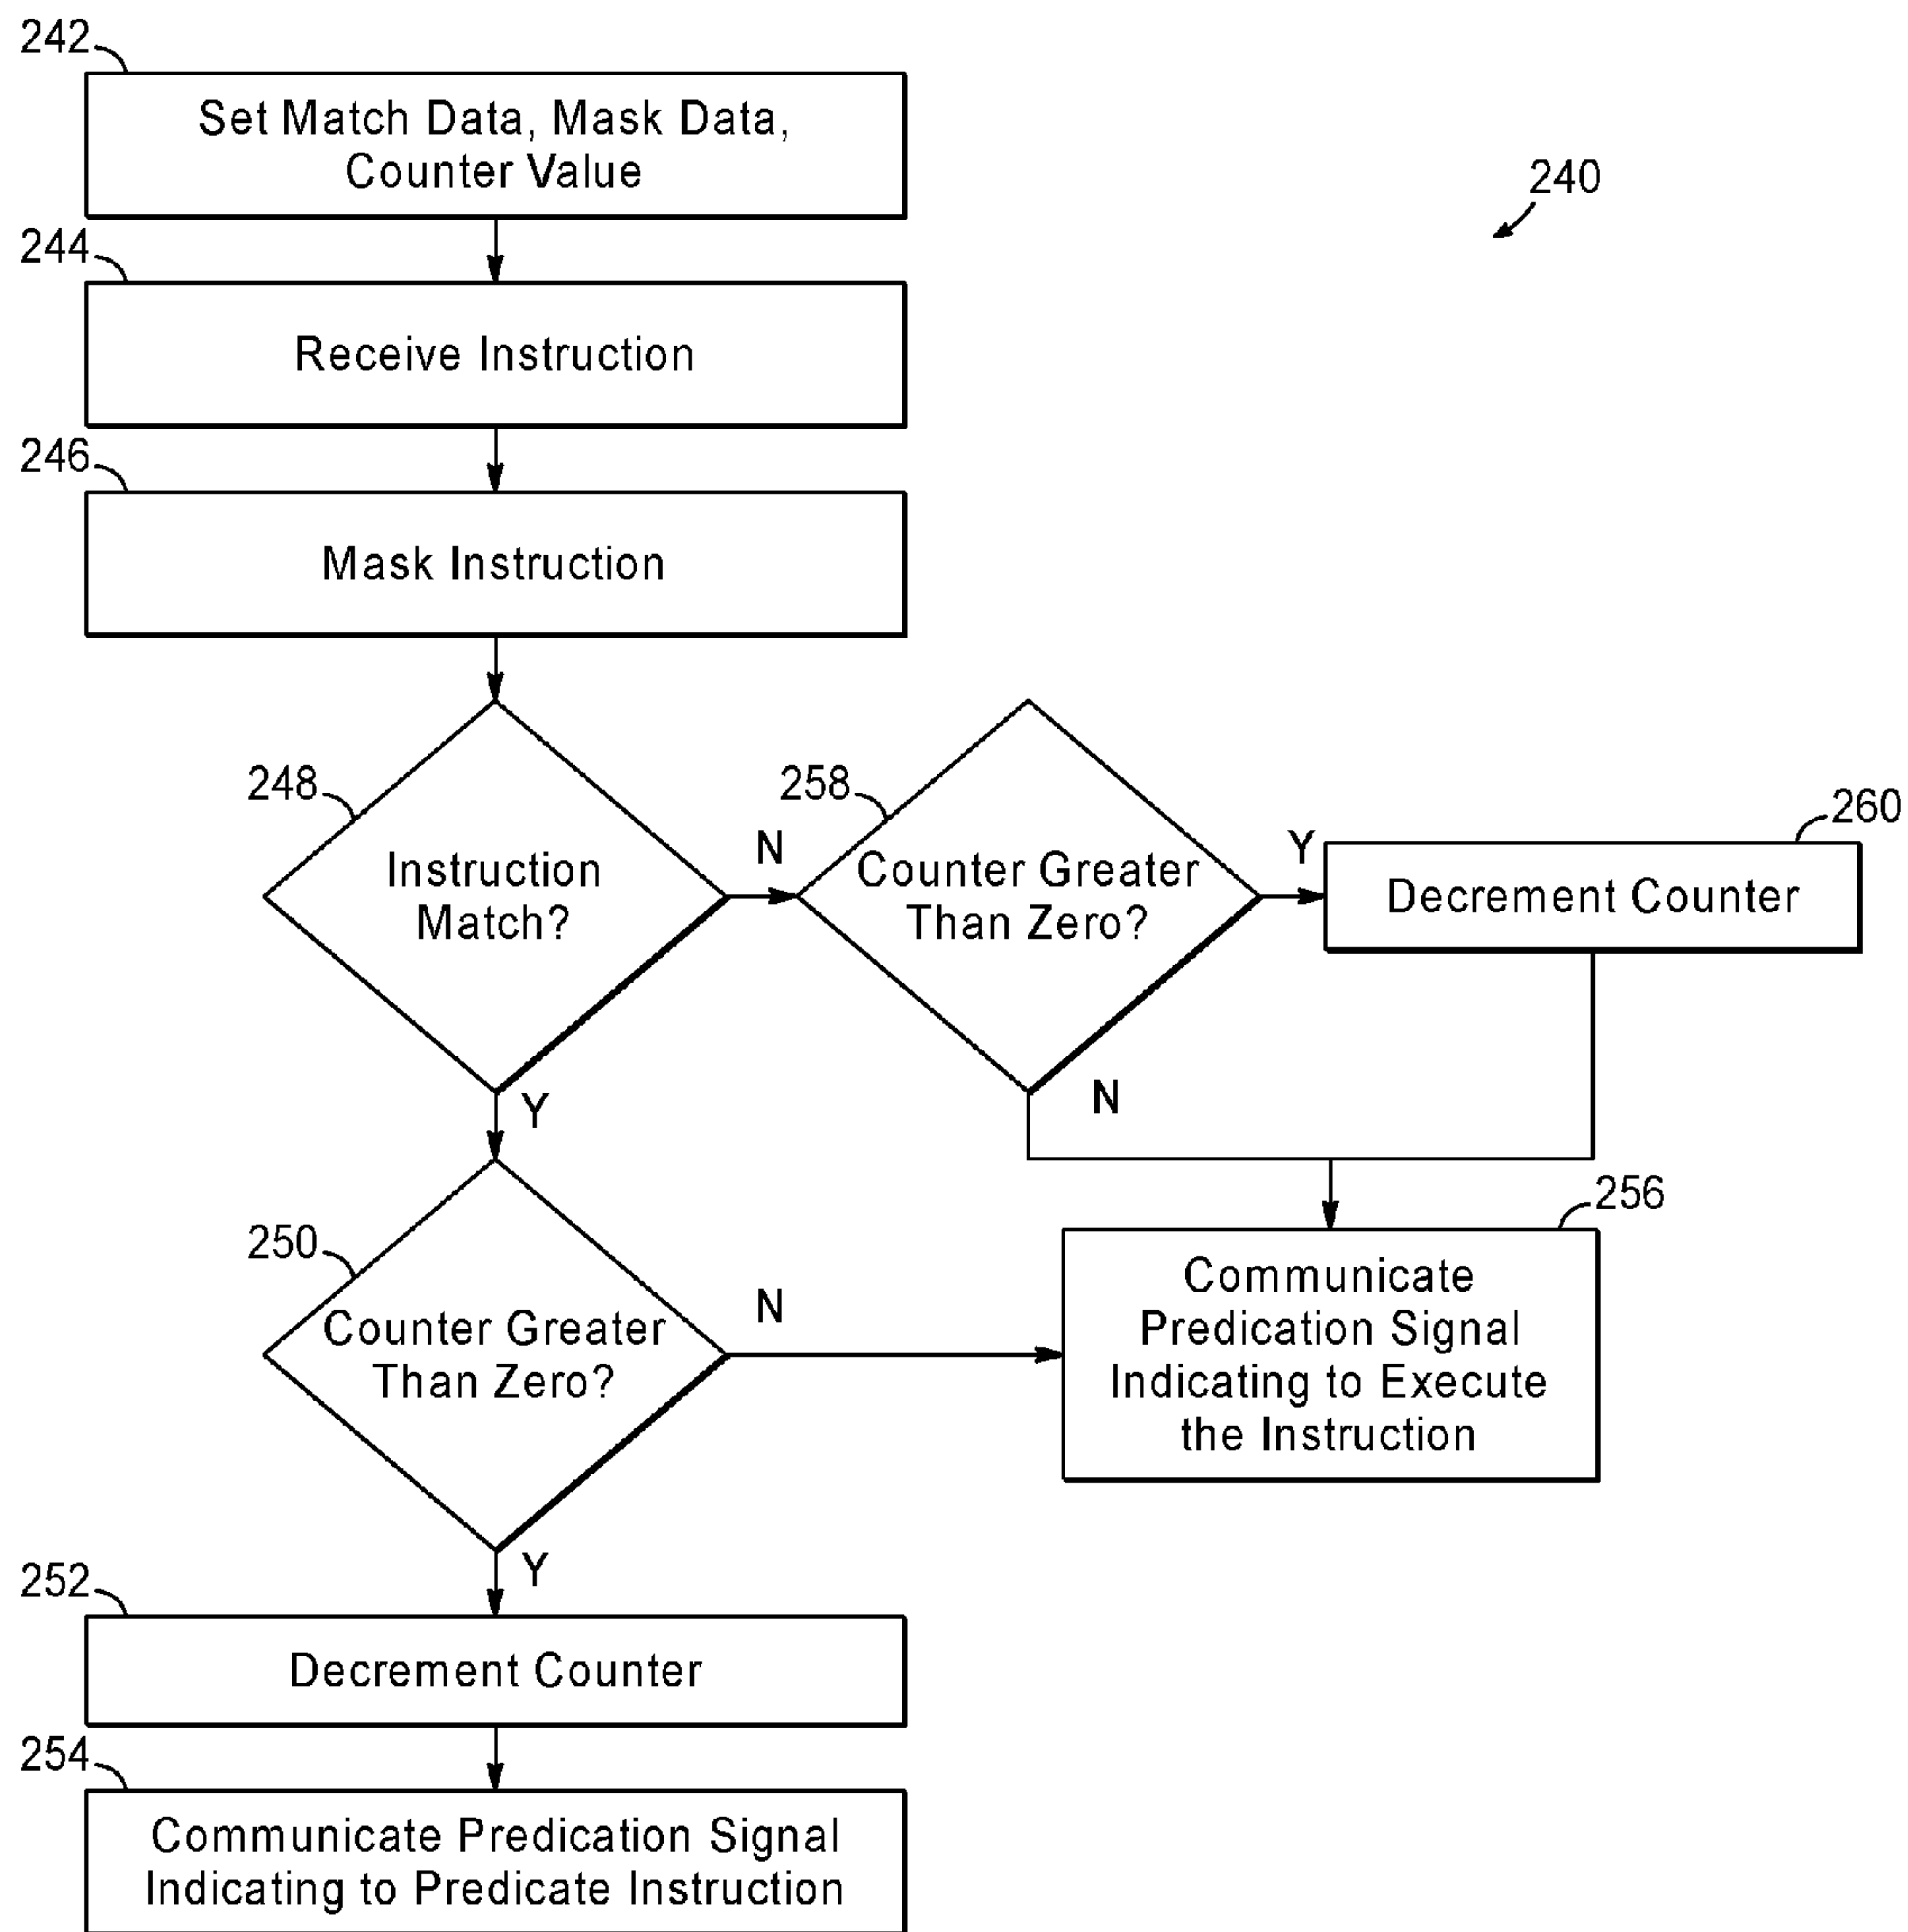 242
Set Match Data, Mask Data,
Counter Value
240
244
Receive Instruction
246
Mask Instruction
248
Instruction
Match?
N
258
Counter Greater
Than Zero?
Y
260
Decrement Counter
Y
N
250
Counter Greater
Than Zero?
N
256
Communicate
Predication Signal
Indicating to Execute
the Instruction
Y
252
Decrement Counter
254
Communicate Predication Signal
Indicating to Predicate Instruction